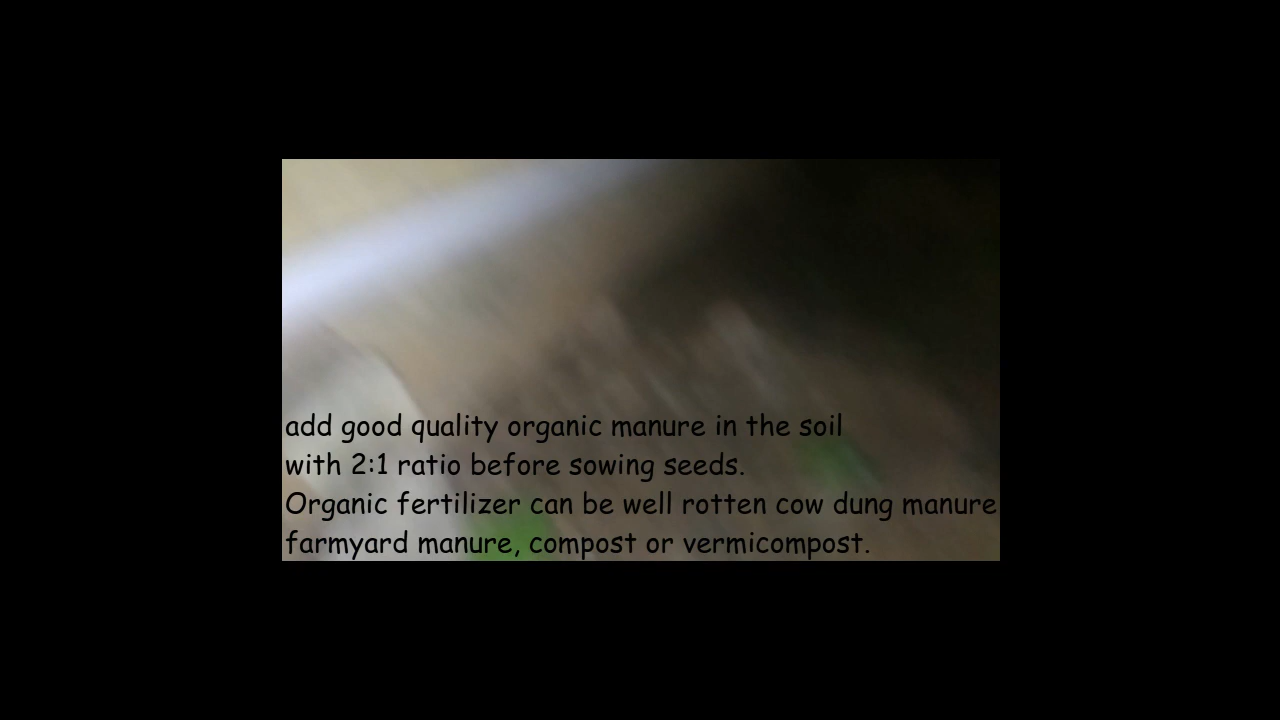 add good quality organic manure in the soil
with 2:1 ratio before sowing seeds.
Organic fertilizer can be well rotten cow dung manure
farmyard manure, compost or vermicompost.